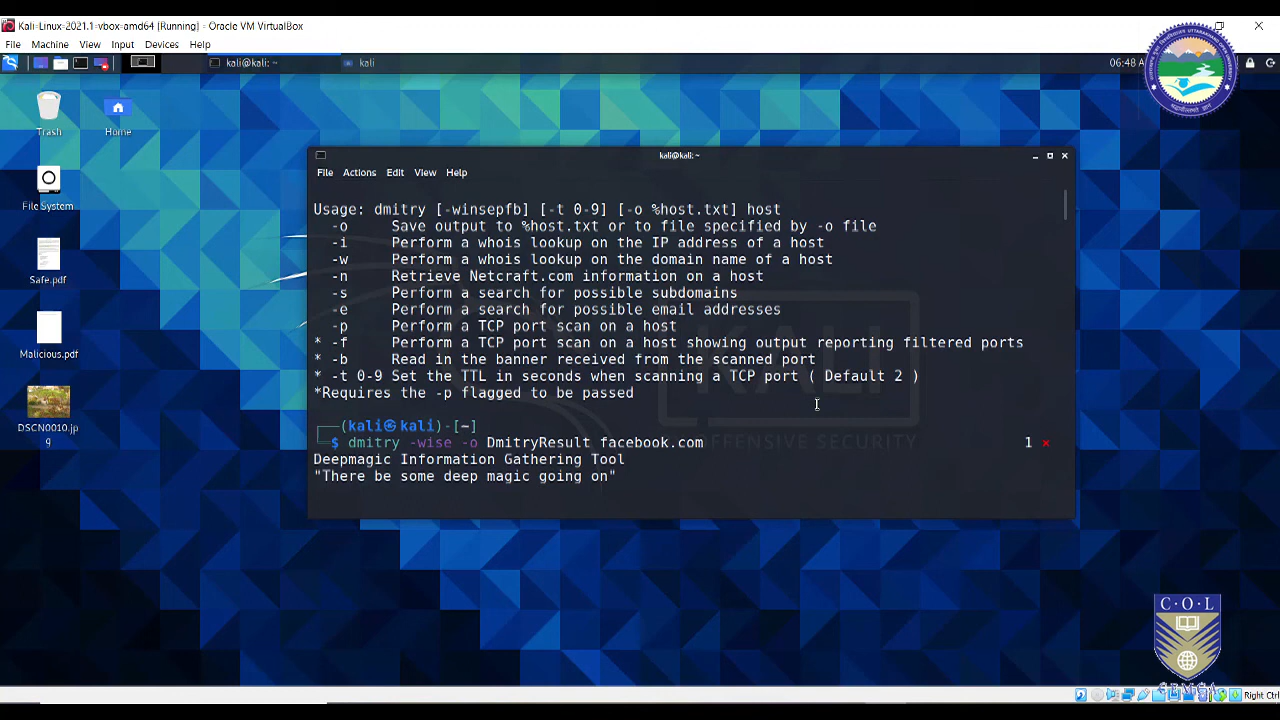 Kali-Linux-2021.1-vbox-amd64 [Running] - Oracle VM VirtualBox
File Machine View Input Devices Help
kali@kali: ~
kali
06:48
Trash
Home
File System
Safe.pdf
Malicious.pdf
DSCN0010.jp
g
kali@kali: ~
File Actions Edit View Help
Usage: dmitry [-winsepfb] [-t 0-9] [-o %host.txt] host
-o Save output to %host.txt or to file specified by -o file
-i Perform a whois lookup on the IP address of a host
-w Perform a whois lookup on the domain name of a host
-n Retrieve Netcraft.com information on a host
-s Perform a search for possible subdomains
-e Perform a search for possible email addresses
-p Perform a TCP port scan on a host
* -f Perform a TCP port scan on a host showing output reporting filtered ports
* -b Read in the banner received from the scanned port
* -t 0-9 Set the TTL in seconds when scanning a TCP port ( Default 2 )
*Requires the -p flagged to be passed
┌──(kali㉿kali)-[~]
└─$ dmitry -wise -o DmitryResult facebook.com 1 ⨯
Deepmagic Information Gathering Tool
"There be some deep magic going on"
KALI
OFFENSIVE SECURITY
C·O·L
Right Ctrl